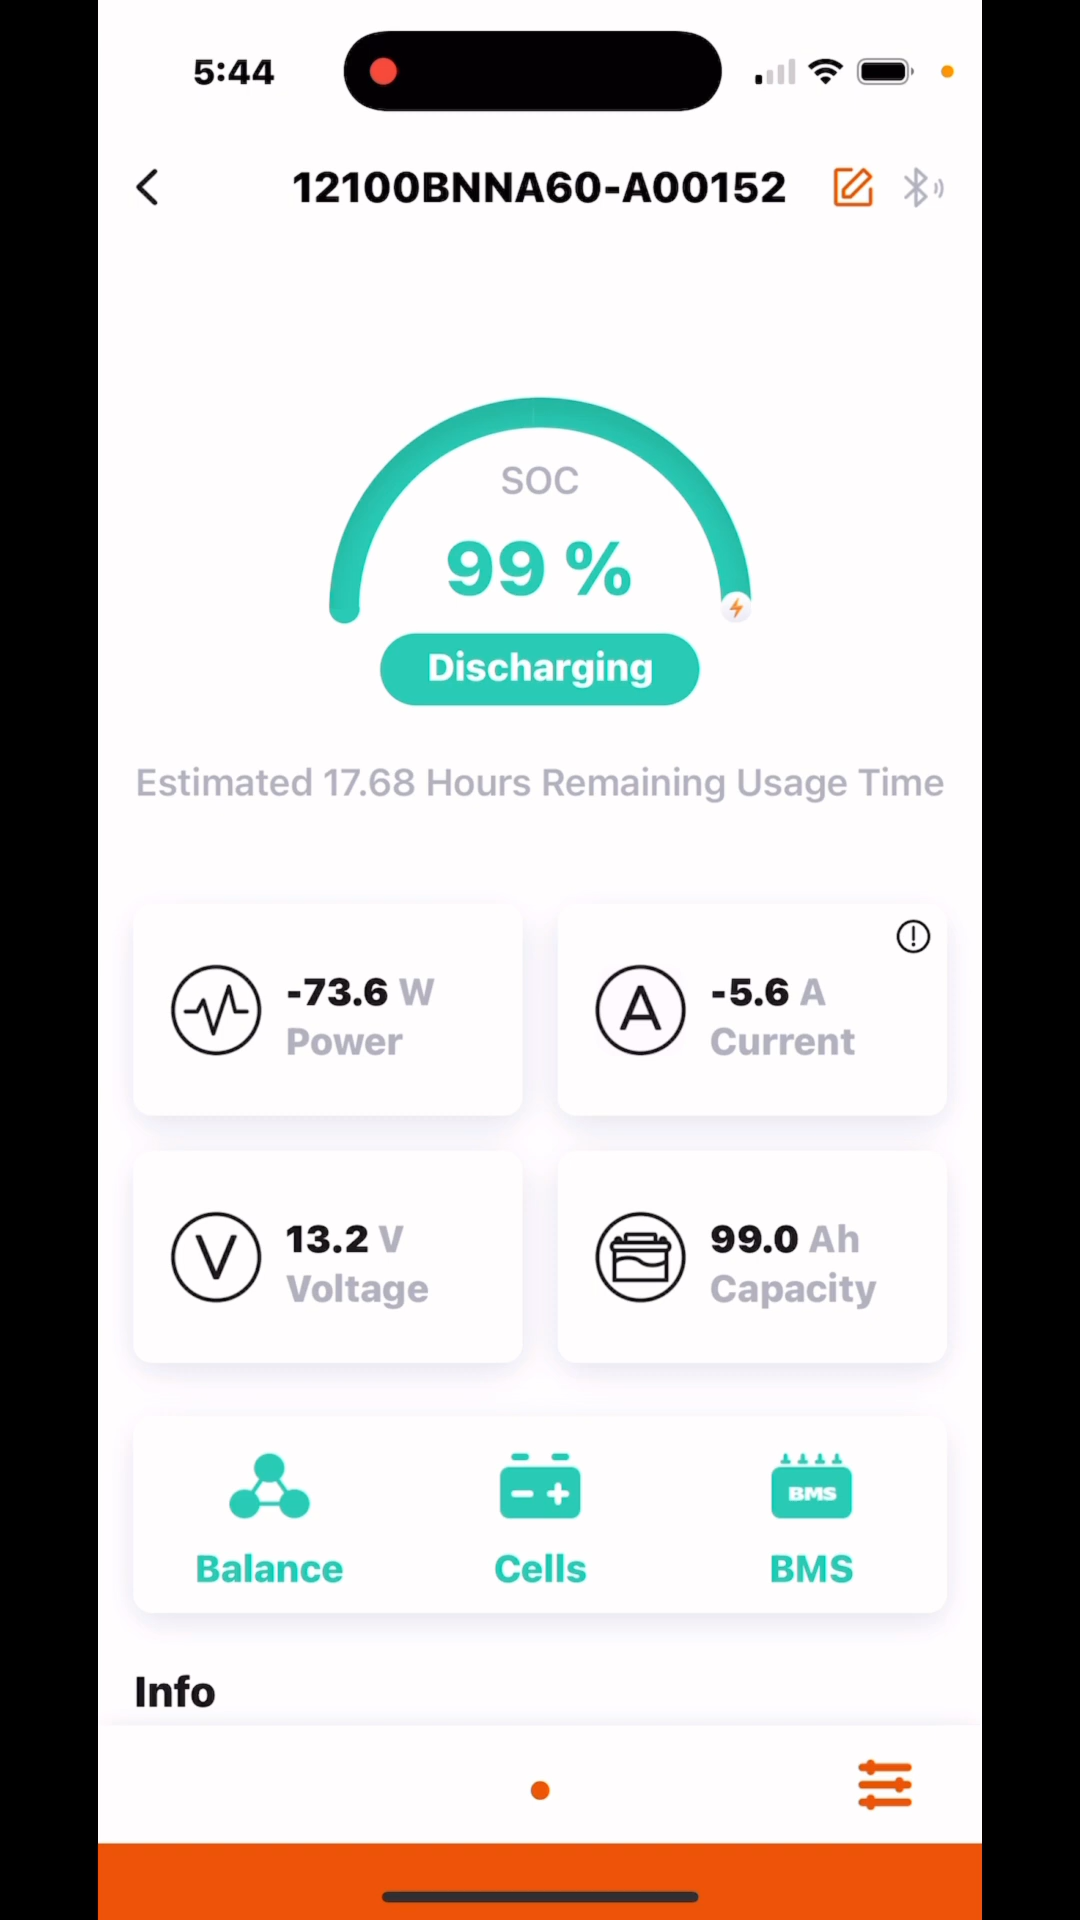 5:44
12100BNNA60-A00152
SOC
99 %
Discharging
Estimated 17.68 Hours Remaining Usage Time
-73.6 W
Power
-5.6 A
Current
A
V
13.2 V
Voltage
99.0 Ah
Capacity
BMS
Balance
Cells
BMS
Info